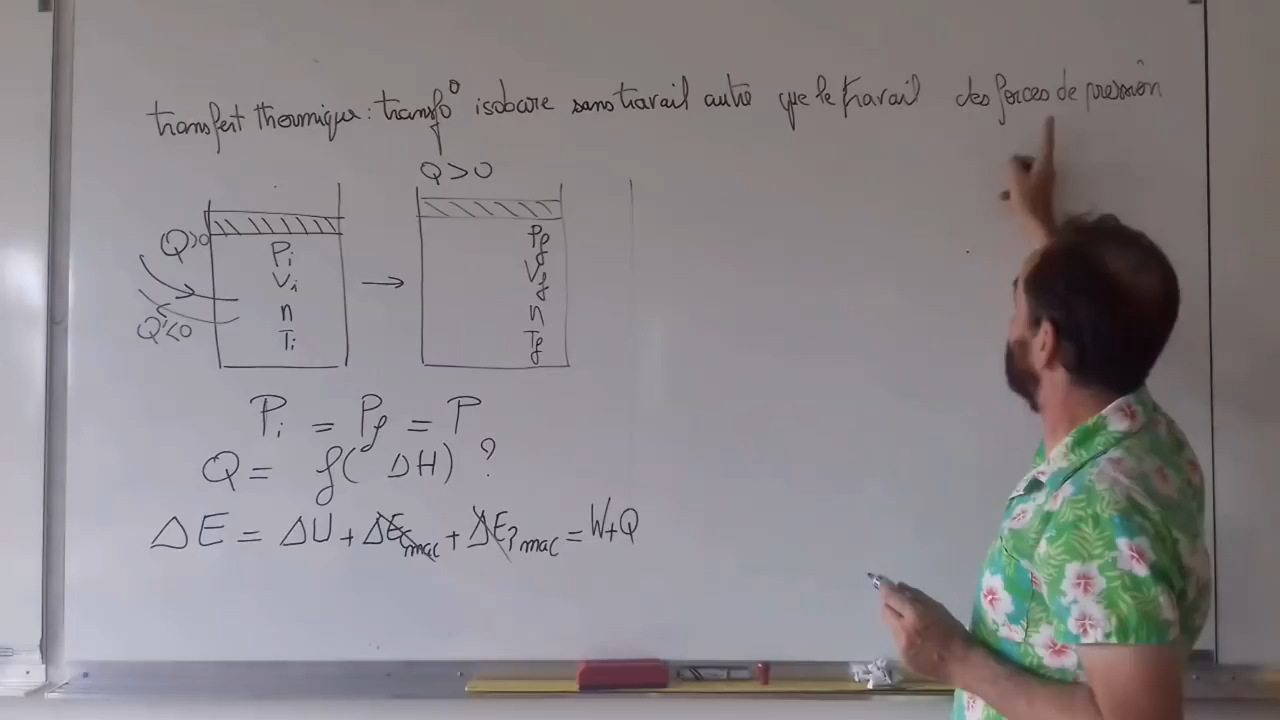 transfert thermique : transfo° isobare sans travail autre que le travail des forces de pression
Q > 0
Q>0
Pi
Vi
n
Ti
Q'<0
→
Pf
Vf
n
Tf
Pi = Pf = P
Q = f( ΔH) ?
ΔE = ΔU + ΔEc mac + ΔEp mac = W+Q